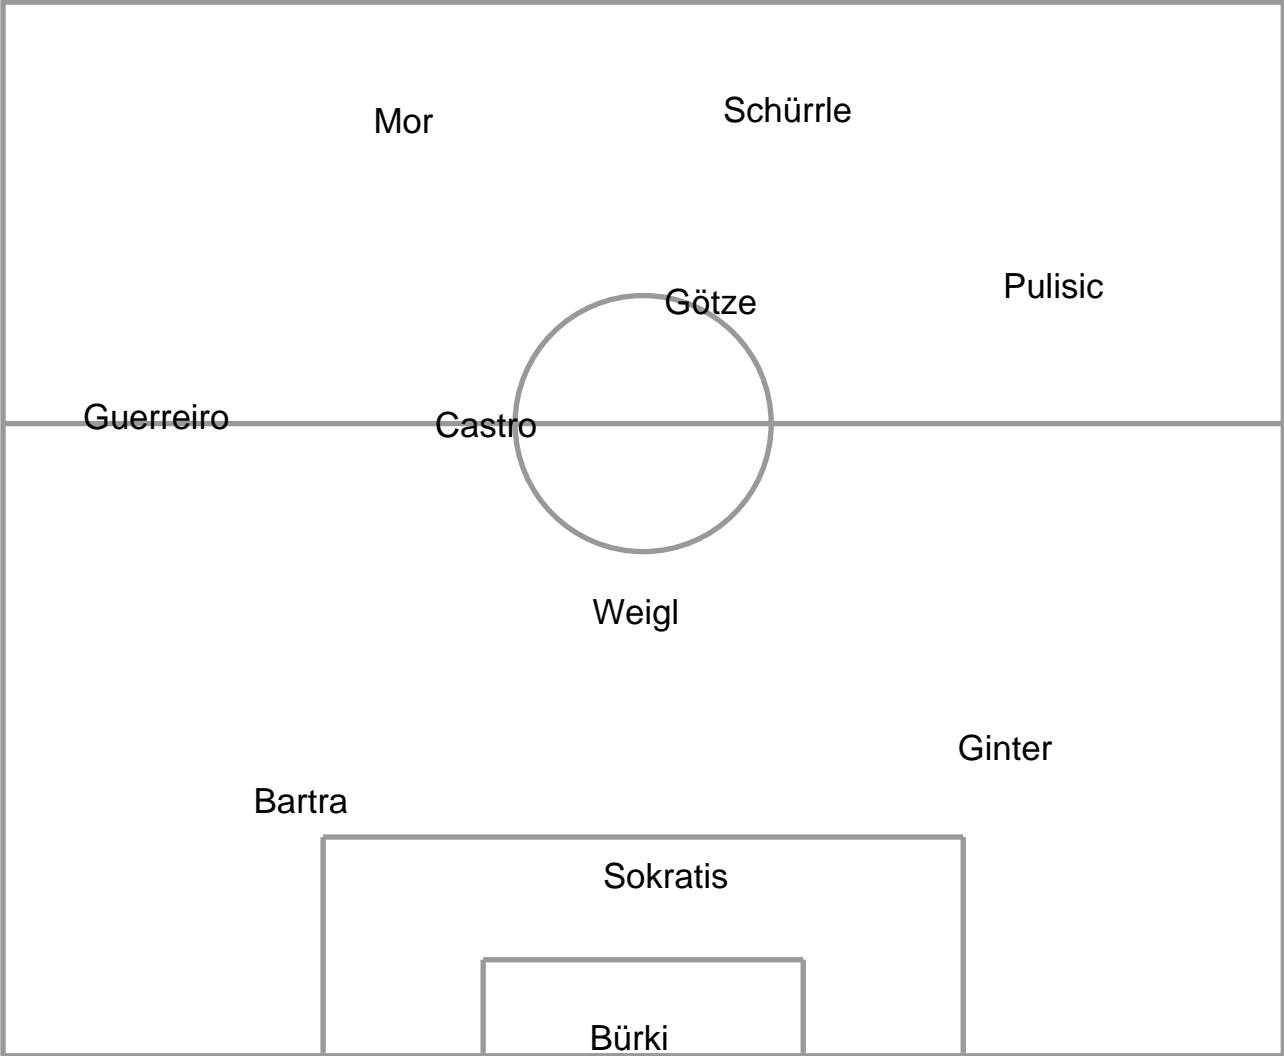 Mor
Schürrle
Pulisic
Götze
Guerreiro
Castro
Weigl
Ginter
Bartra
Sokratis
Bürki